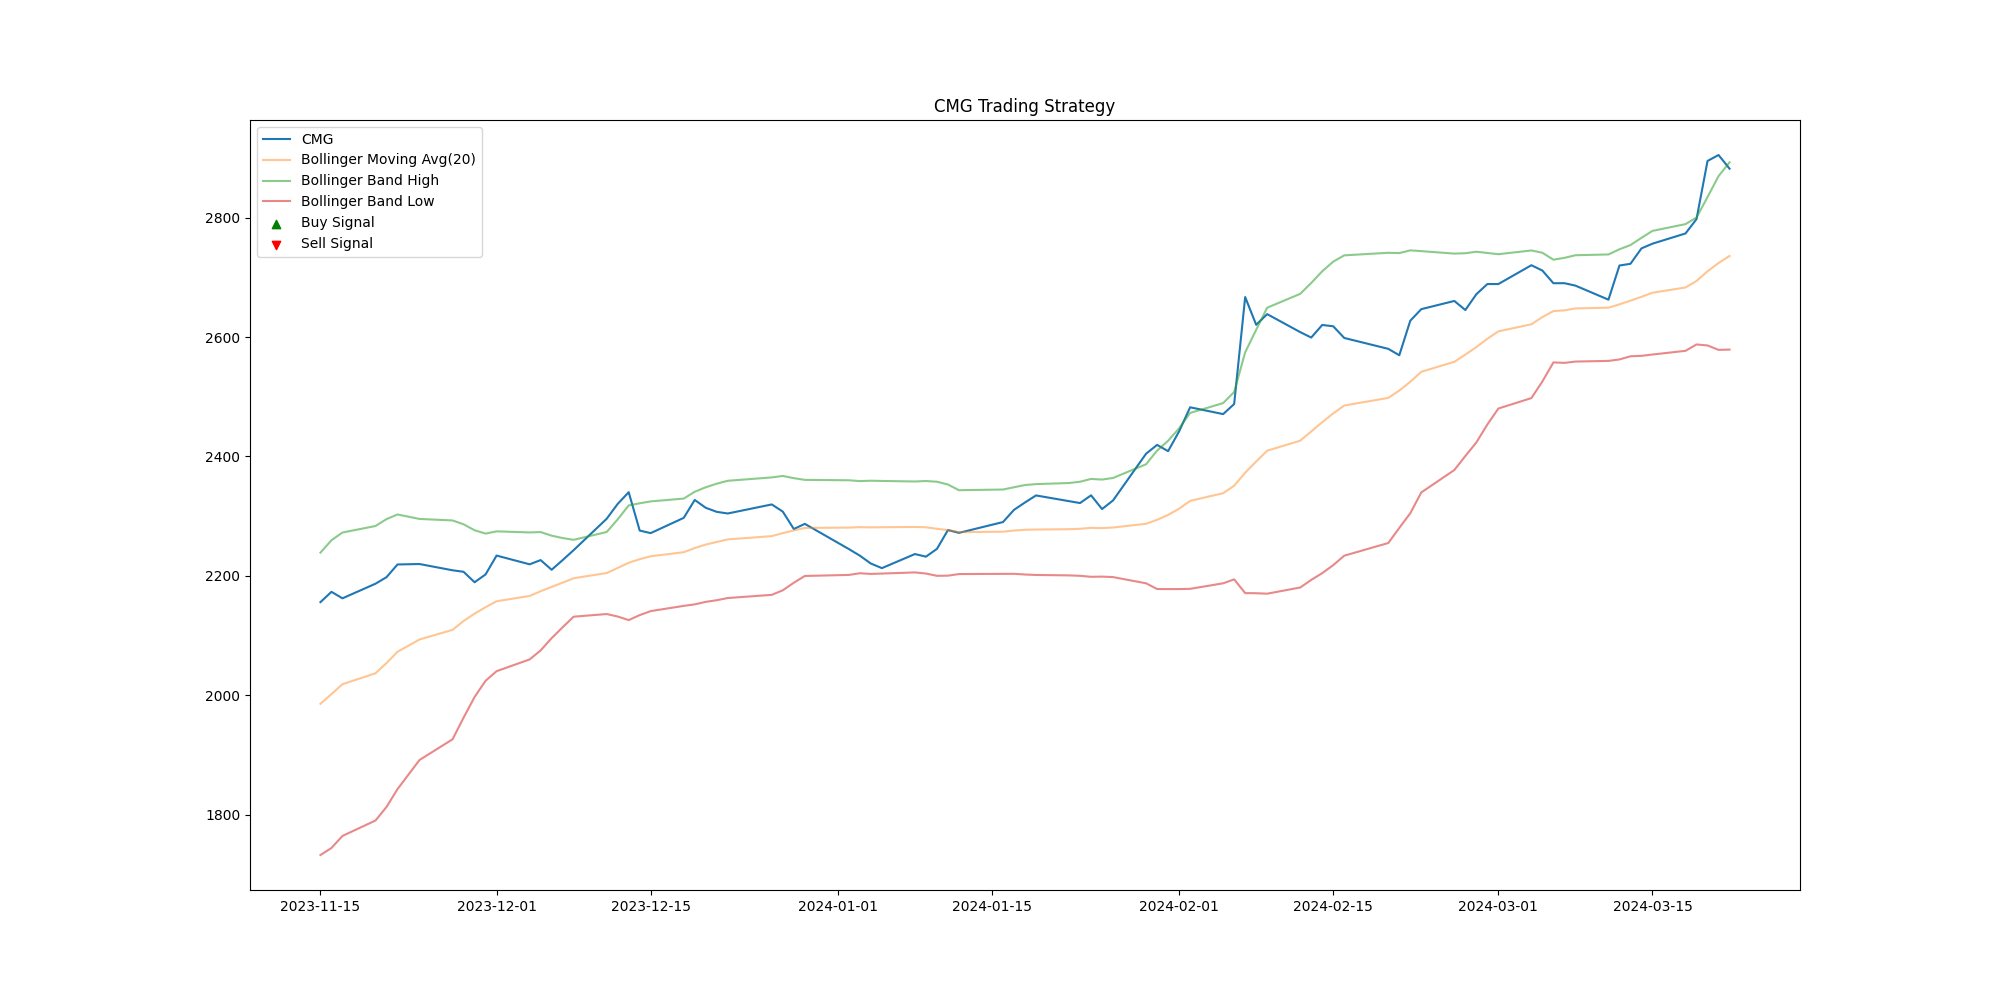 CMG Trading Strategy
CMG
Bollinger Moving Avg(20)
Bollinger Band High
Bollinger Band Low
Buy Signal
Sell Signal
2800
2600
2400
2200
2000
1800
2023-11-15 2023-12-01 2023-12-15 2024-01-01 2024-01-15 2024-02-01 2024-02-15 2024-03-01 2024-03-15